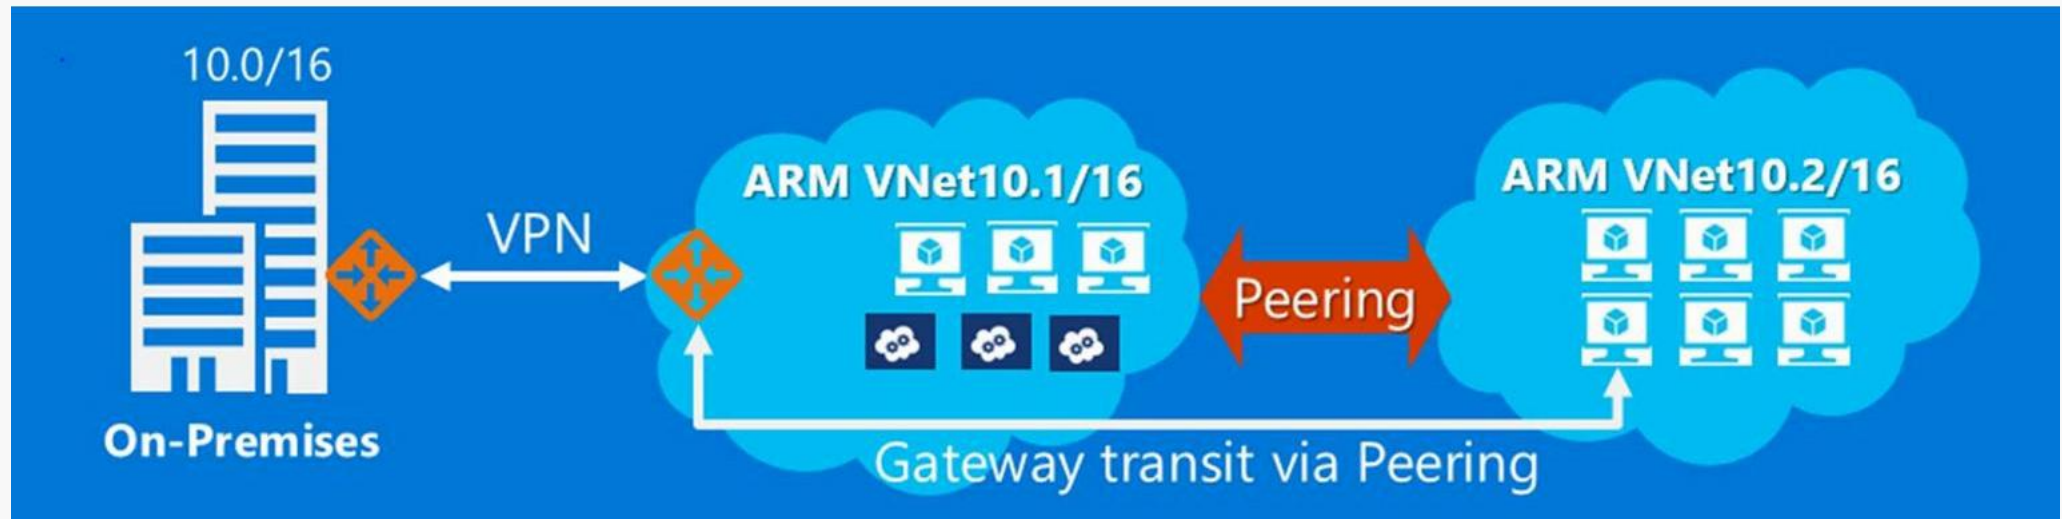 10.0/16
VPN
On-Premises
ARM VNet10.1/16
Peering
ARM VNet10.2/16
Gateway transit via Peering